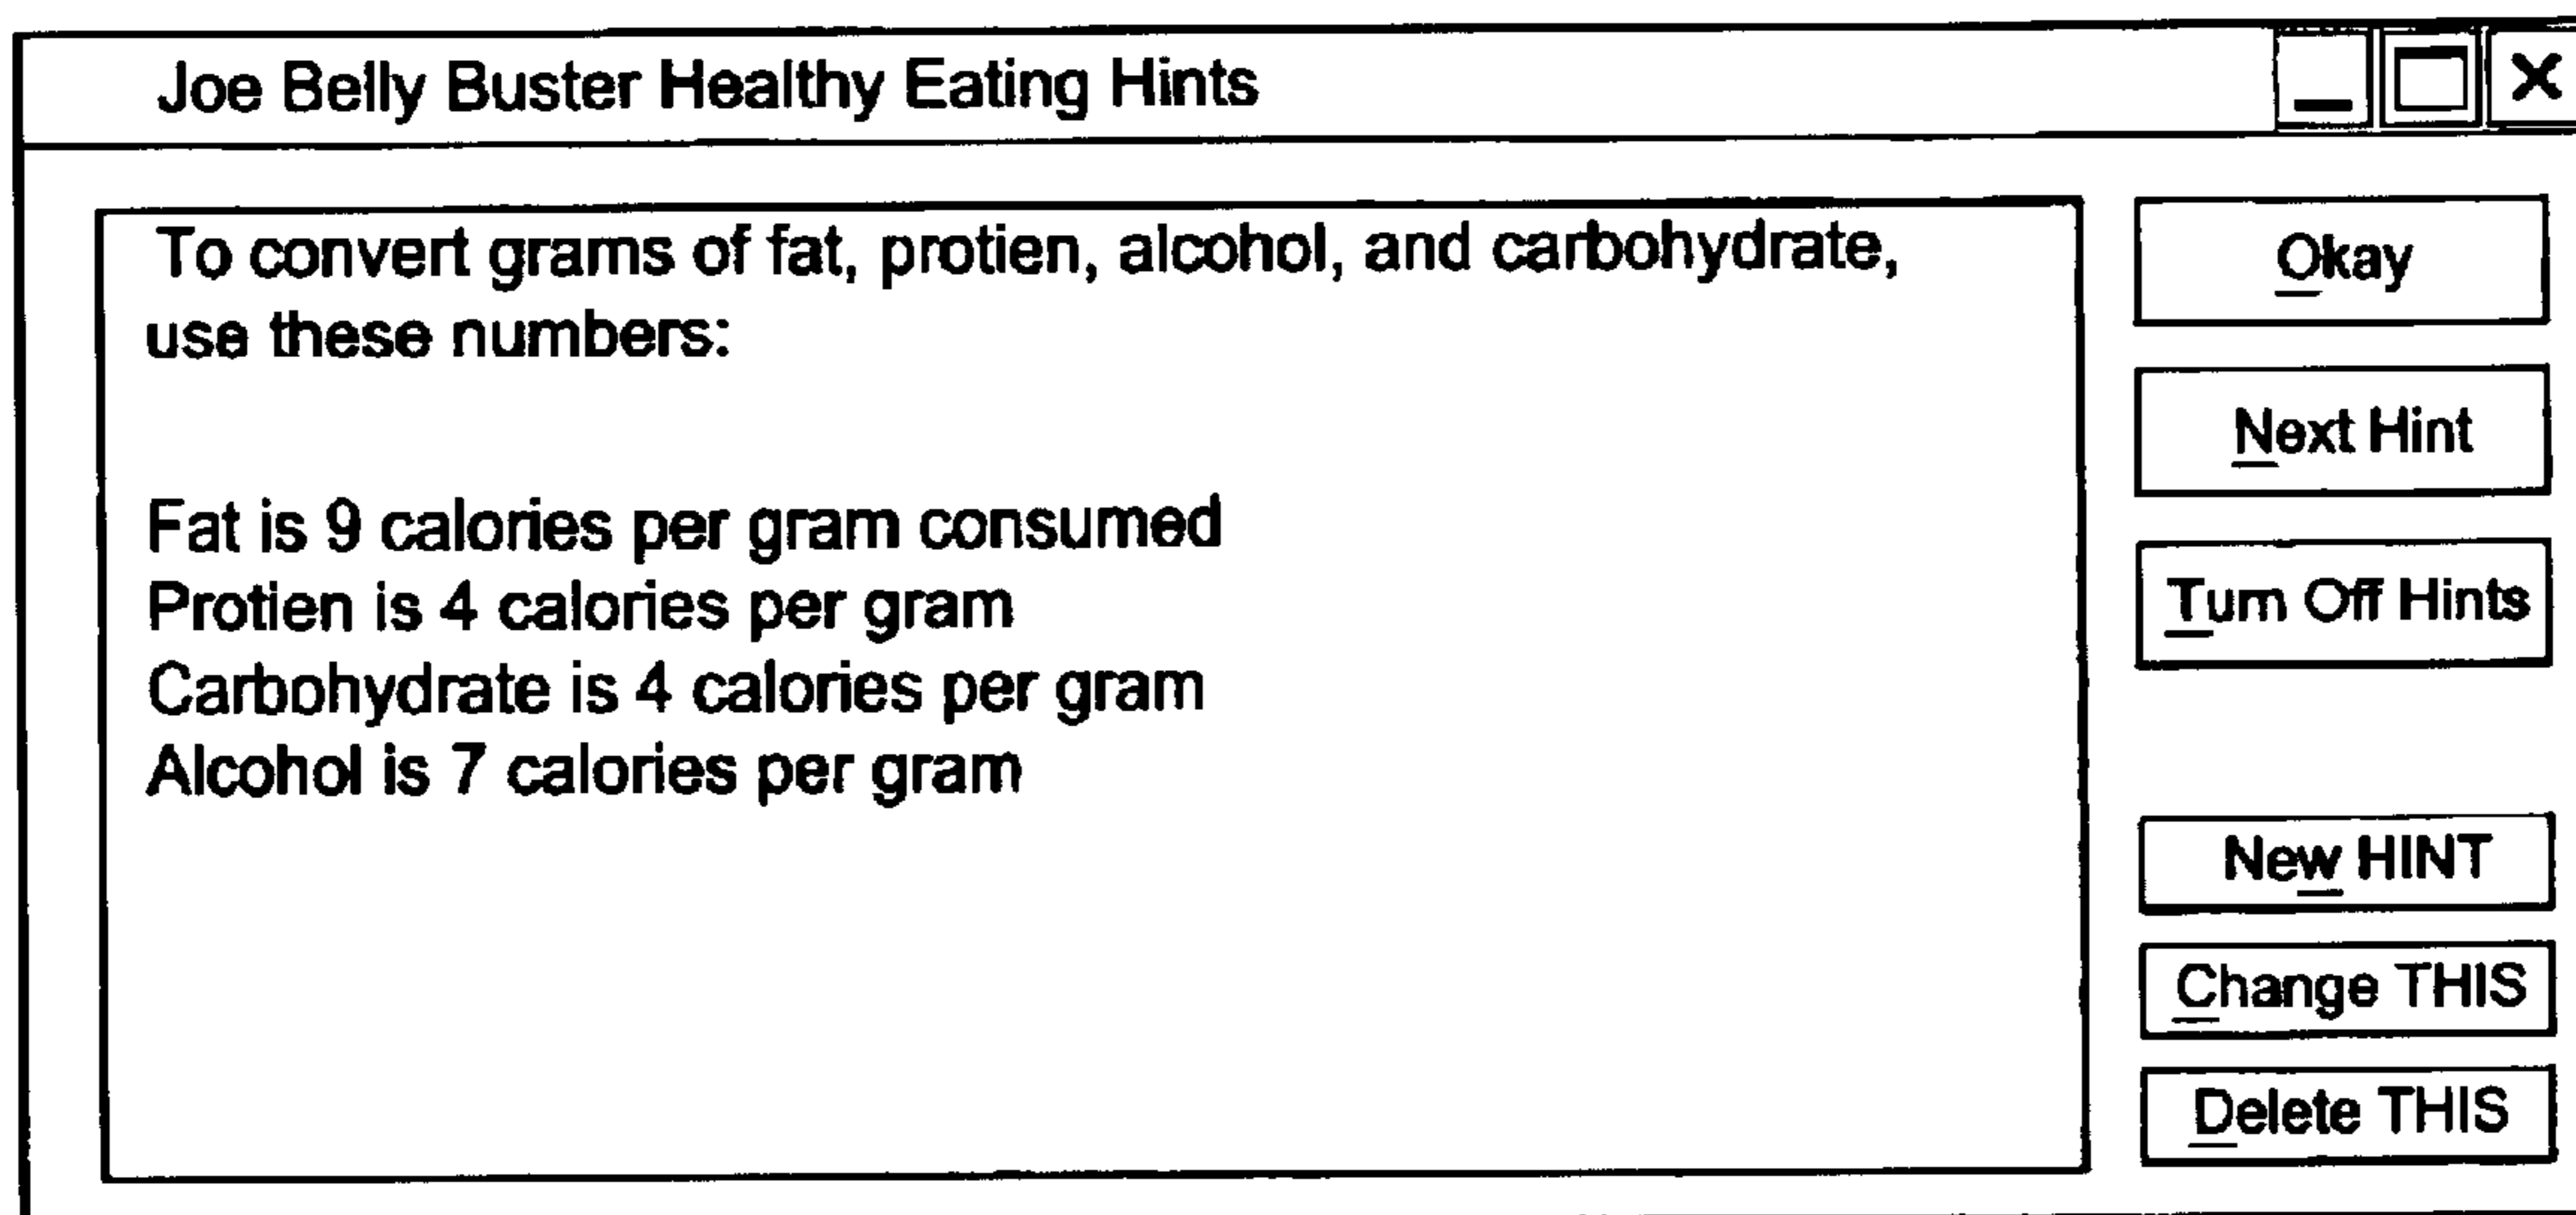 Joe Belly Buster Healthy Eating Hints
To convert grams of fat, protien, alcohol, and carbohydrate,
use these numbers:
Fat is 9 calories per gram consumed
Protien is 4 calories per gram
Carbohydrate is 4 calories per gram
Alcohol is 7 calories per gram
Okay
Next Hint
Turn Off Hints
New HINT
Change THIS
Delete THIS